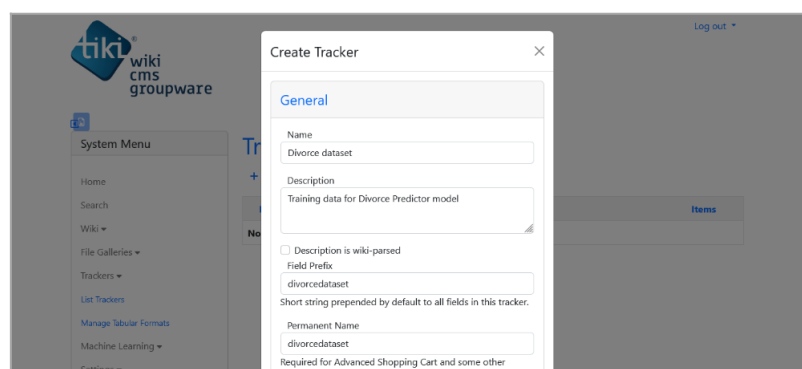 Log out
tiki®
wiki
cms
groupware
Create Tracker
General
System Menu
Tr
Name
Divorce dataset
Home
+
Description
Search
Training data for Divorce Predictor model
Items
Wiki
No
File Galleries
Description is wiki-parsed
Field Prefix
Trackers
divorcedataset
List Trackers
Short string prepended by default to all fields in this tracker.
Manage Tabular Formats
Permanent Name
Machine Learning
divorcedataset
Required for Advanced Shopping Cart and some other